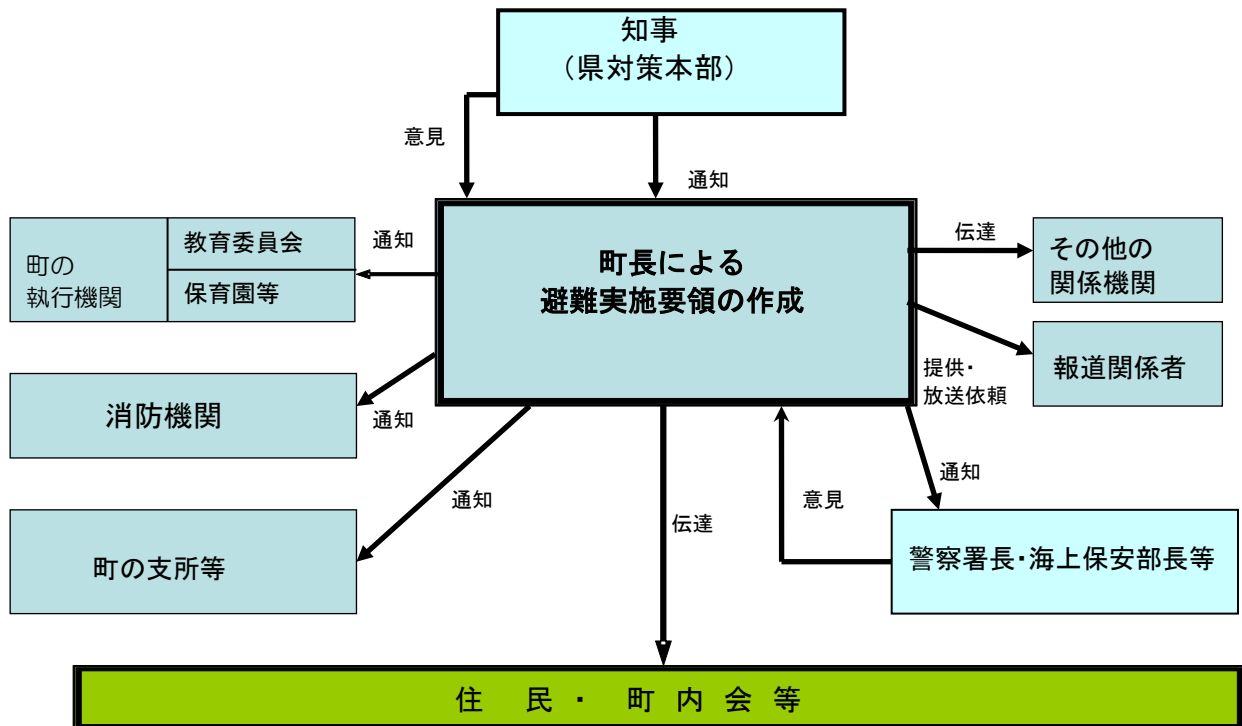 知事
（県対策本部）
意見
通知
町の
執行機関
教育委員会
保育園等
通知
町長による
避難実施要領の作成
伝達
その他の
関係機関
報道関係者
提供・
放送依頼
消防機関
通知
通知
伝達
意見
通知
町の支所等
警察署長・海上保安部長等
住　民・　町 内 会 等